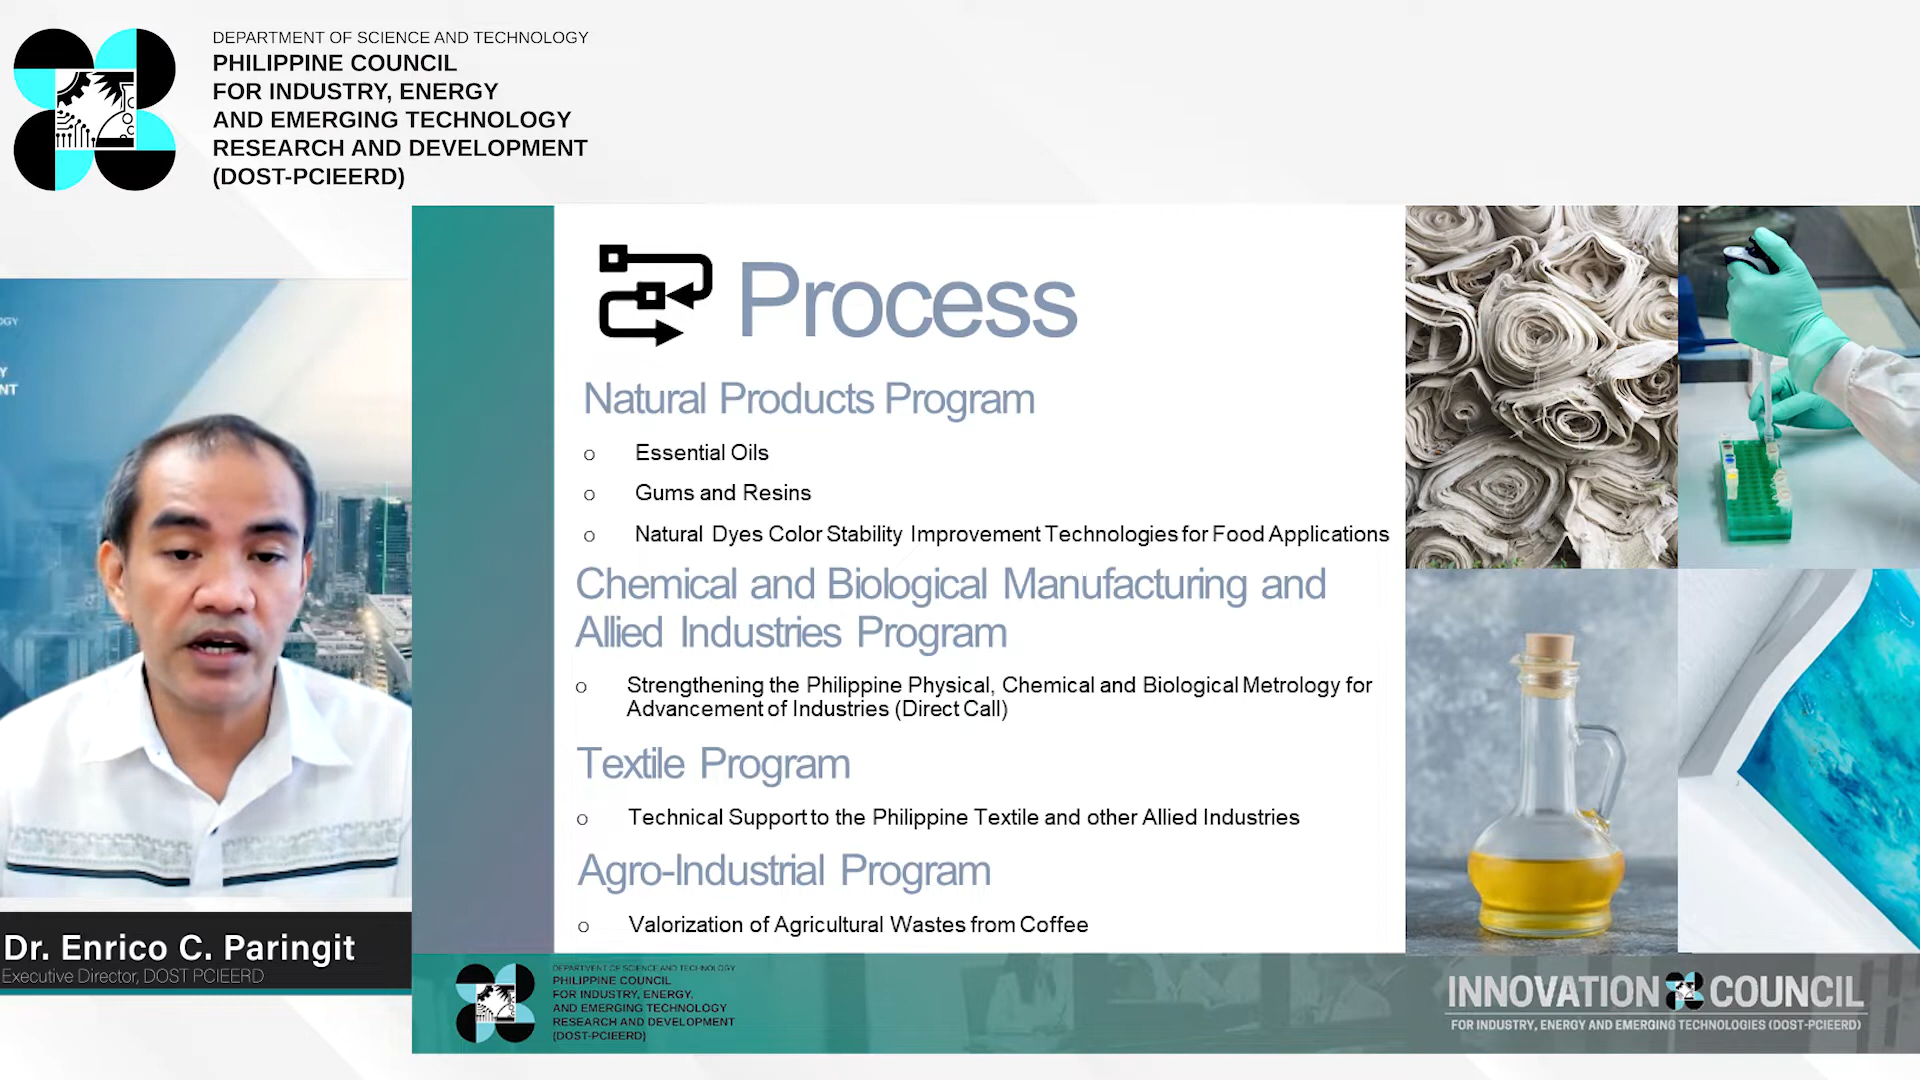 DEPARTMENT OF SCIENCE AND TECHNOLOGY
PHILIPPINE COUNCIL
FOR INDUSTRY, ENERGY
AND EMERGING TECHNOLOGY
RESEARCH AND DEVELOPMENT
(DOST-PCIEERD)
OGY
Y
NT
Dr. Enrico C. Paringit
Executive Director, DOST PCIEERD
Process
Natural Products Program
o Essential Oils
o Gums and Resins
o Natural Dyes Color Stability Improvement Technologies for Food Applications
Chemical and Biological Manufacturing and
Allied Industries Program
o Strengthening the Philippine Physical, Chemical and Biological Metrology for
Advancement of Industries (Direct Call)
Textile Program
o Technical Support to the Philippine Textile and other Allied Industries
Agro-Industrial Program
o Valorization of Agricultural Wastes from Coffee
DEPARTMENT OF SCIENCE AND TECHNOLOGY
PHILIPPINE COUNCIL
FOR INDUSTRY, ENERGY,
AND EMERGING TECHNOLOGY
RESEARCH AND DEVELOPMENT
(DOST-PCIEERD)
INNOVATION COUNCIL
FOR INDUSTRY, ENERGY AND EMERGING TECHNOLOGIES (DOST-PCIEERD)